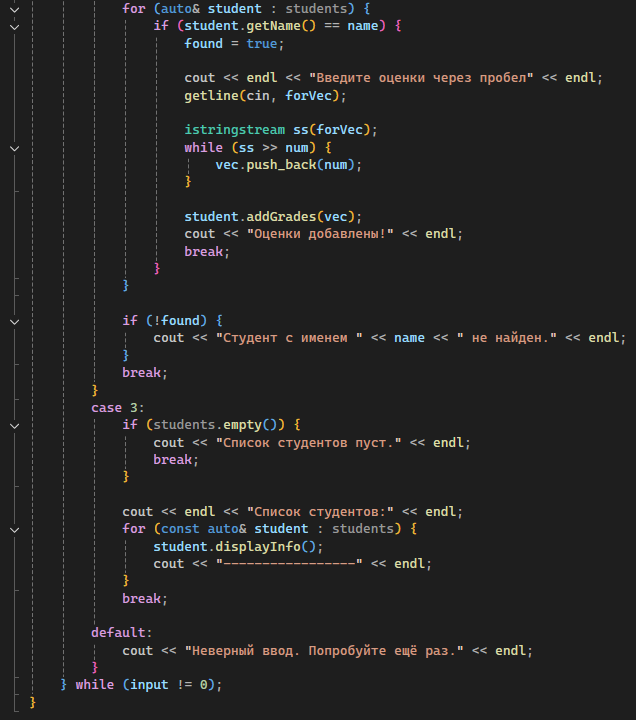 for (auto& student : students) {
if (student.getName() == name) {
found = true;
cout << endl << "Введите оценки через пробел" << endl;
getline(cin, forVec);
istringstream ss(forVec);
while (ss >> num) {
vec.push_back(num);
}
student.addGrades(vec);
cout << "Оценки добавлены!" << endl;
break;
}
}
if (!found) {
cout << "Студент с именем " << name << " не найден." << endl;
}
break;
}
case 3:
if (students.empty()) {
cout << "Список студентов пуст." << endl;
break;
}
cout << endl << "Список студентов:" << endl;
for (const auto& student : students) {
student.displayInfo();
cout << "-----------------" << endl;
}
break;
default:
cout << "Неверный ввод. Попробуйте ещё раз." << endl;
}
} while (input != 0);
}